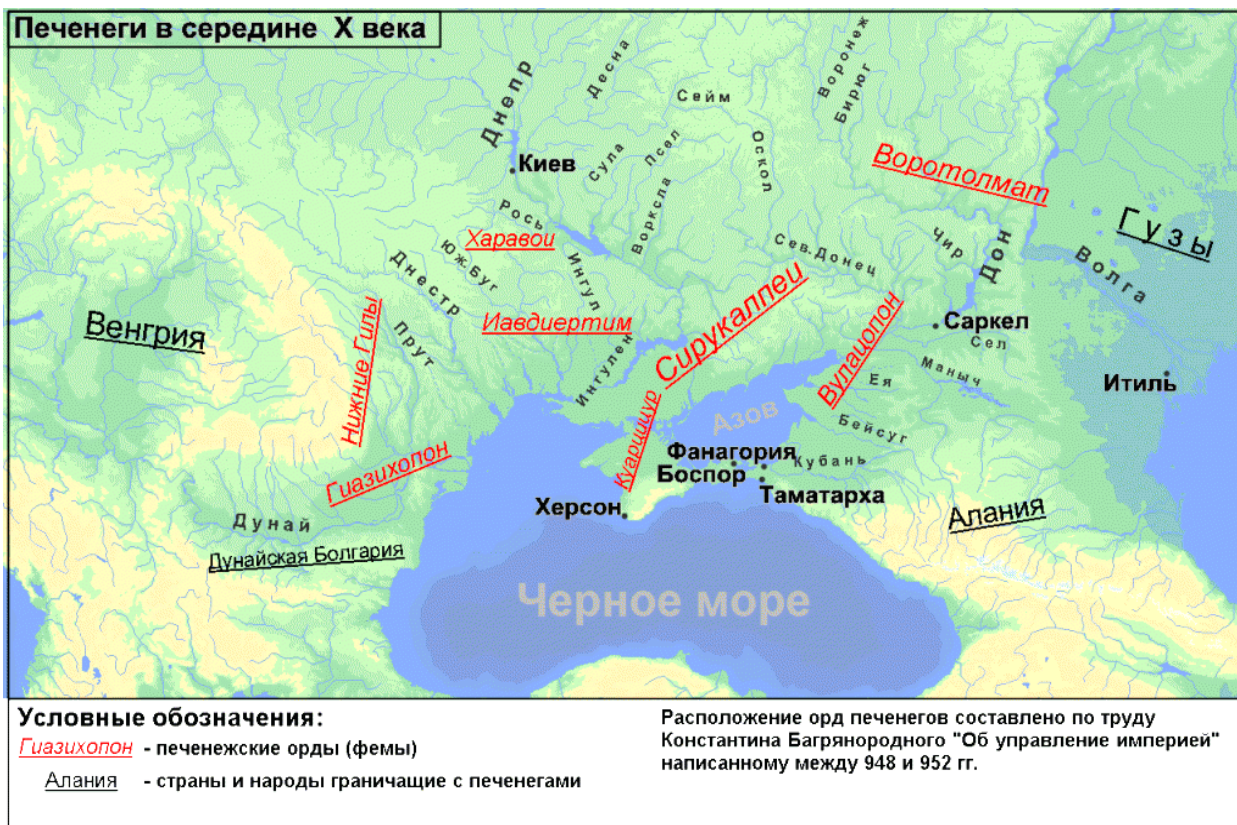 Печенеги в середине X века
Днепр
Десна
Сейм
Воронеж
Бирюг
Киев
Сула
Псел
Оскол
Воротолмат
Гузы
Рось
Харавои
Ворксла
Сев.Донец
Чир
Дон
Волга
Юж.Буг
Ингул
Днестр
Венгрия
Нижние Гилы
Прут
Иавдиертим
Сирукалпеи
Вулацопон
Саркел
Сел
Ингулец
Маныч
Итиль
Ея
Куарцицур
Азов
Бейсуг
Гиазихопон
Фанагория
Кубань
Боспор
Таматарха
Херсон
Алания
Дунай
Дунайская Болгария
Черное море
Условные обозначения:
Гиазихопон - печенежские орды (фемы)
Алания - страны и народы граничащие с печенегами
Расположение орд печенегов составлено по труду
Константина Багрянородного "Об управление империей"
написанному между 948 и 952 гг.